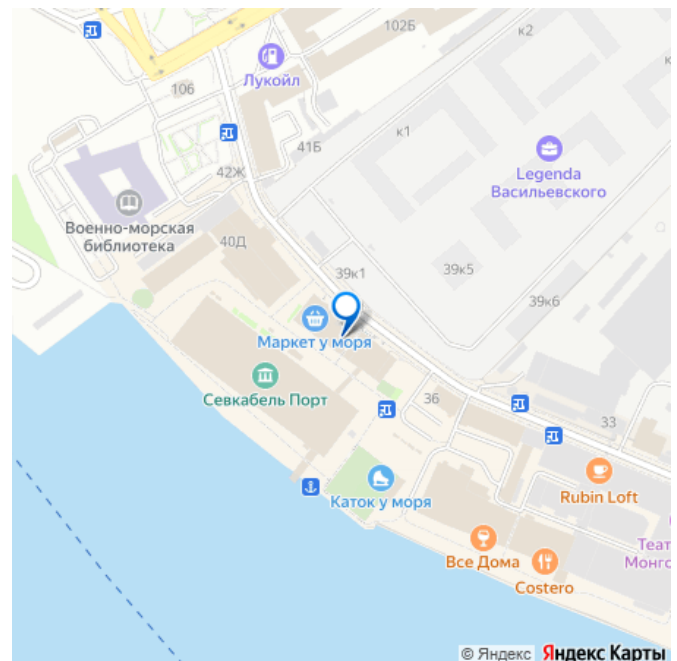 102Б
к2
Лукойл
106
41Б
к1
Legenda
Васильевского
42Ж
Военно-морская
библиотека
40Д
39к1
39к5
39к6
Маркет у моря
Севкабель Порт
36
33
Каток у моря
Rubin Loft
Все Дома
Costero
Теат
Монго
© Яндекс Яндекс Карты